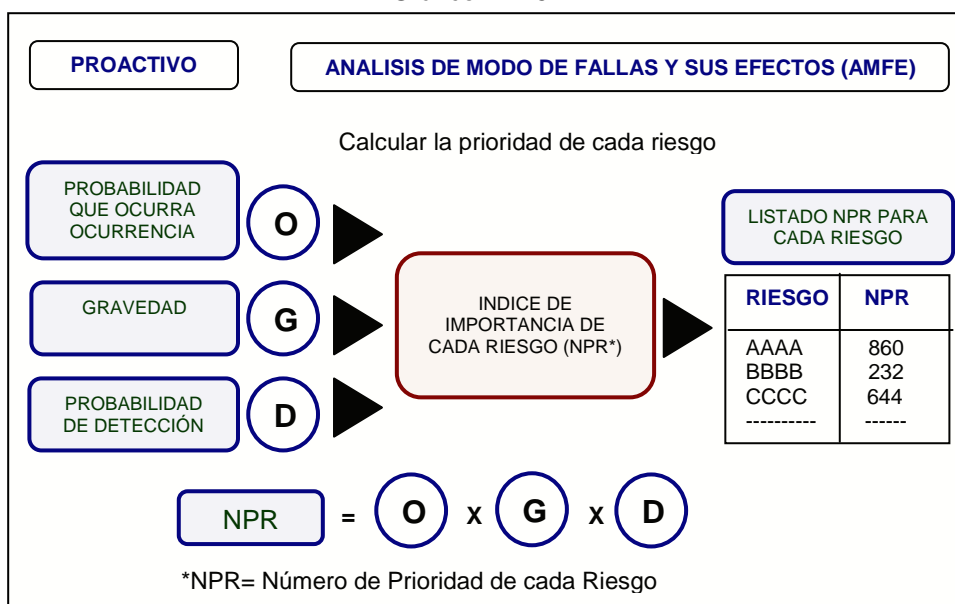 PROACTIVO
ANALISIS DE MODO DE FALLAS Y SUS EFECTOS (AMFE)
Calcular la prioridad de cada riesgo
PROBABILIDAD
QUE OCURRA
OCURRENCIA
O
GRAVEDAD
G
PROBABILIDAD
DE DETECCIÓN
D
INDICE DE
IMPORTANCIA DE
CADA RIESGO (NPR*)
LISTADO NPR PARA
CADA RIESGO
RIESGO NPR
AAAA 860
BBBB 232
CCCC 644
---------- ------
NPR = O X G X D
*NPR= Número de Prioridad de cada Riesgo